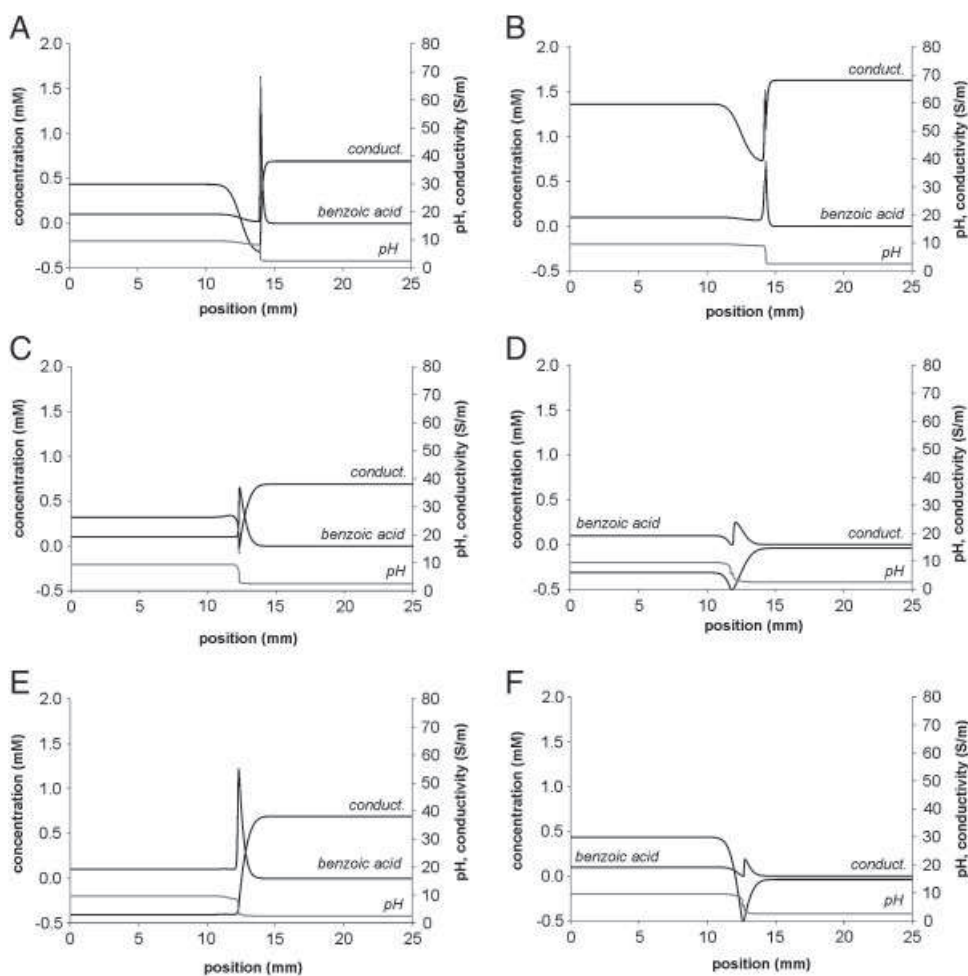 A
concentration (mM)
2.0
1.5
1.0
0.5
0.0
-0.5
conduct.
benzoic acid
pH
80
70
60
50
40
30
20
10
0
pH, conductivity (S/m)
0 5 10 15 20 25
position (mm)
B
concentration (mM)
2.0
1.5
1.0
0.5
0.0
-0.5
conduct.
benzoic acid
pH
80
70
60
50
40
30
20
10
0
pH, conductivity (S/m)
0 5 10 15 20 25
position (mm)
C
concentration (mM)
2.0
1.5
1.0
0.5
0.0
-0.5
conduct.
benzoic acid
pH
80
70
60
50
40
30
20
10
0
pH, conductivity (S/m)
0 5 10 15 20 25
position (mm)
D
concentration (mM)
2.0
1.5
1.0
0.5
0.0
-0.5
benzoic acid
conduct.
pH
80
70
60
50
40
30
20
10
0
pH, conductivity (S/m)
0 5 10 15 20 25
position (mm)
E
concentration (mM)
2.0
1.5
1.0
0.5
0.0
-0.5
conduct.
benzoic acid
pH
80
70
60
50
40
30
20
10
0
pH, conductivity (S/m)
0 5 10 15 20 25
position (mm)
F
concentration (mM)
2.0
1.5
1.0
0.5
0.0
-0.5
benzoic acid
conduct.
pH
80
70
60
50
40
30
20
10
0
pH, conductivity (S/m)
0 5 10 15 20 25
position (mm)